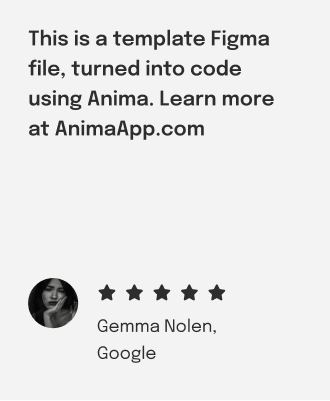 This is a template Figma
file, turned into code
using Anima. Learn more
at AnimaApp.com
Gemma Nolen,
Google